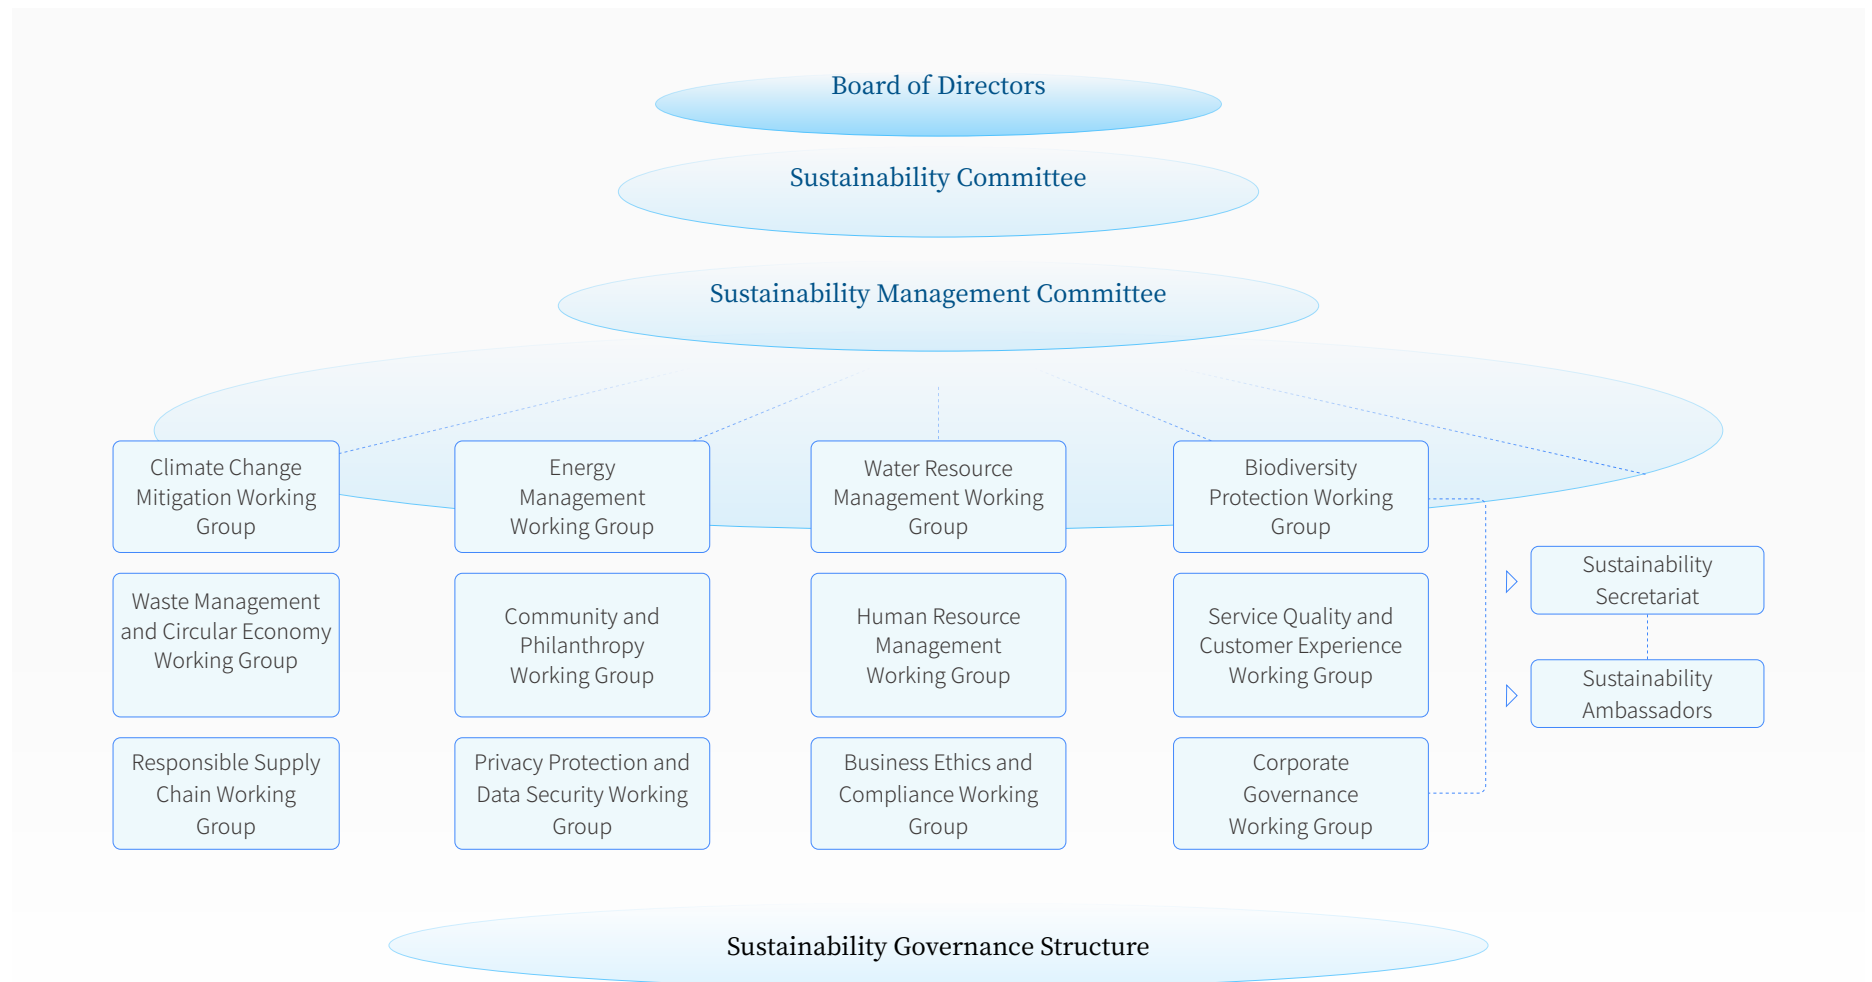 Board of Directors
Sustainability Committee
Sustainability Management Committee
Climate Change
Mitigation Working
Group
Energy
Management
Working Group
Water Resource
Management Working
Group
Biodiversity
Protection Working
Group
Waste Management
and Circular Economy
Working Group
Community and
Philanthropy
Working Group
Human Resource
Management
Working Group
Service Quality and
Customer Experience
Working Group
Responsible Supply
Chain Working
Group
Privacy Protection and
Data Security Working
Group
Business Ethics and
Compliance Working
Group
Corporate
Governance
Working Group
Sustainability
Secretariat
Sustainability
Ambassadors
Sustainability Governance Structure